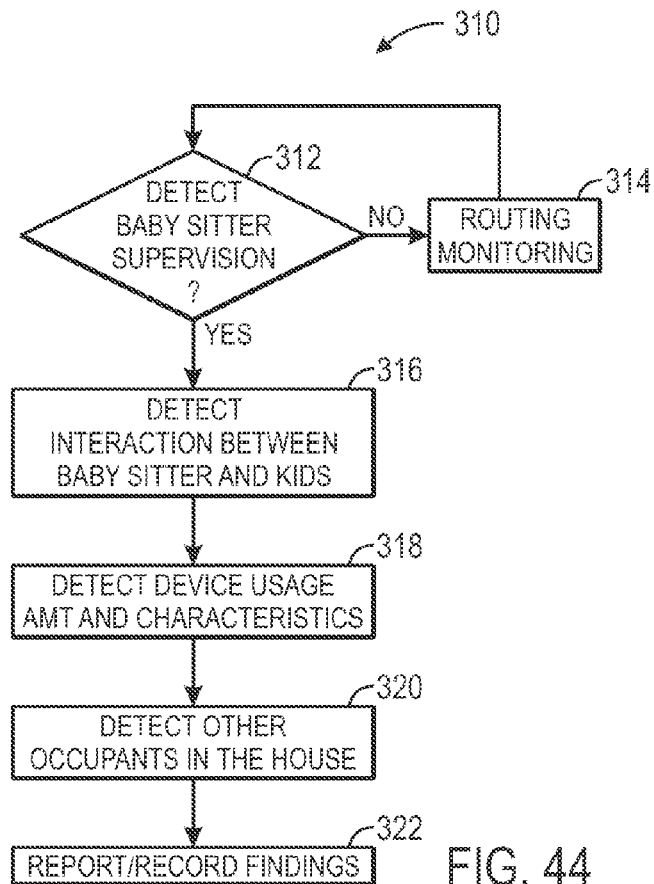 310
312
DETECT
BABY SITTER
SUPERVISION
?
NO
314
ROUTING
MONITORING
YES
316
DETECT
INTERACTION BETWEEN
BABY SITTER AND KIDS
318
DETECT DEVICE USAGE
AMT AND CHARACTERISTICS
320
DETECT OTHER
OCCUPANTS IN THE HOUSE
322
REPORT/RECORD FINDINGS
FIG. 44